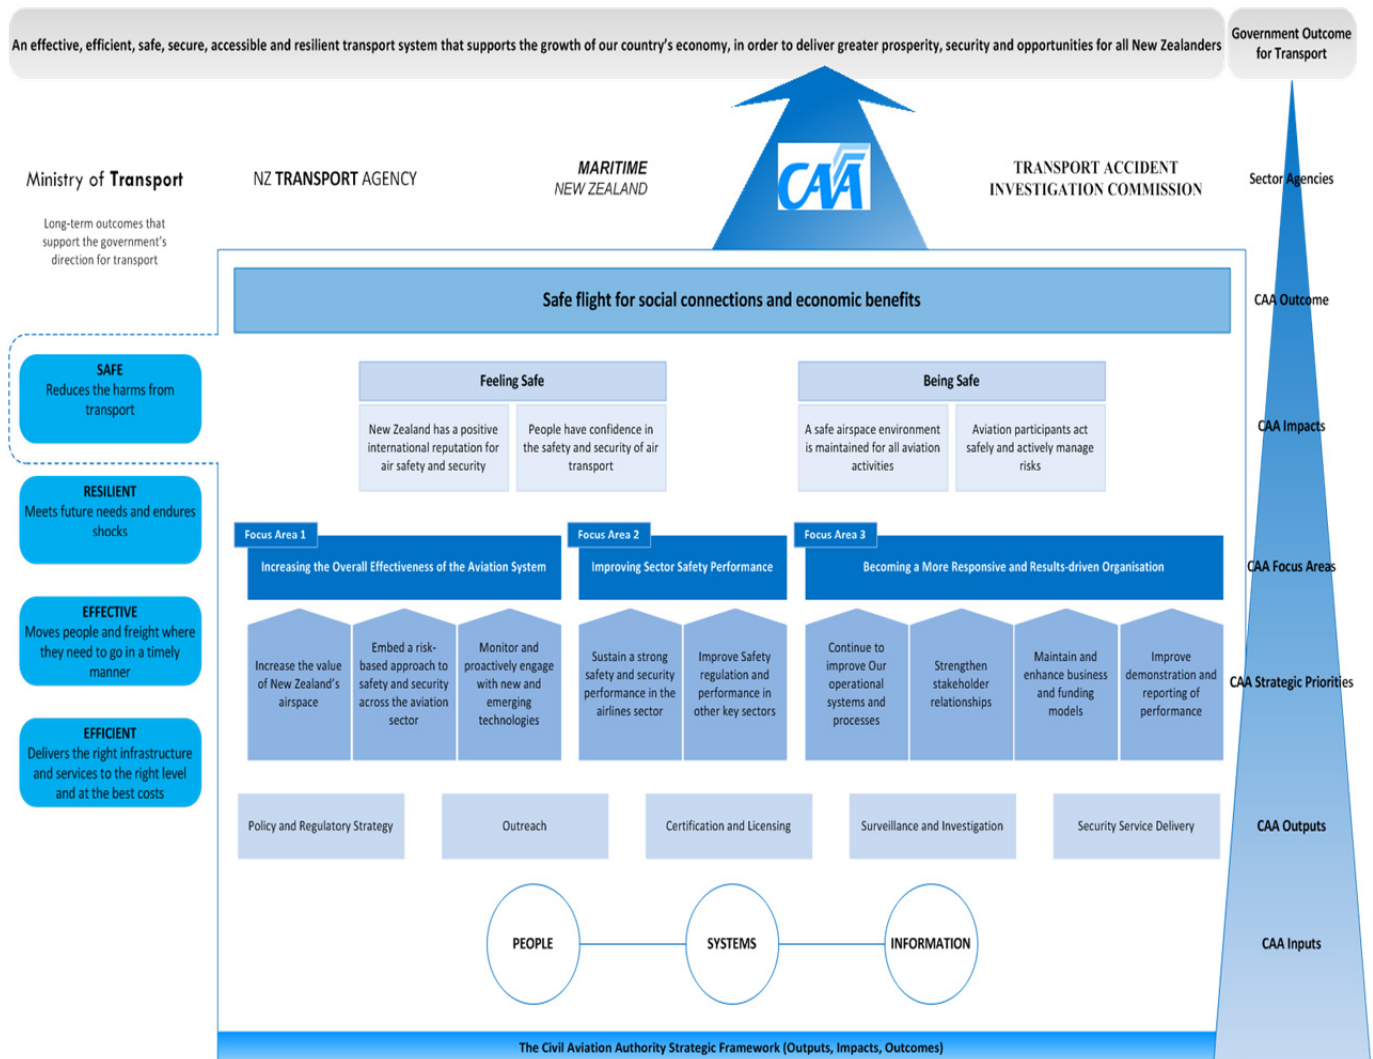 An effective, efficient, safe, secure, accessible and resilient transport system that supports the growth of our country's economy, in order to deliver greater prosperity, security and opportunities for all New Zealanders
Government Outcome
for Transport
Ministry of Transport
NZ TRANSPORT AGENCY
MARITIME
NEW ZEALAND
CAA
TRANSPORT ACCIDENT
INVESTIGATION COMMISSION
Sector Agencies
Long-term outcomes that
support the government's
direction for transport
Safe flight for social connections and economic benefits
CAA Outcome
SAFE
Reduces the harms from
transport
RESILIENT
Meets future needs and endures
shocks
EFFECTIVE
Moves people and freight where
they need to go in a timely
manner
EFFICIENT
Delivers the right infrastructure
and services to the right level
and at the best costs
Feeling Safe
New Zealand has a positive
international reputation for
air safety and security
People have confidence in
the safety and security of air
transport
Being Safe
A safe airspace environment
is maintained for all aviation
activities
Aviation participants act
safely and actively manage
risks
CAA Impacts
Focus Area 1
Increasing the Overall Effectiveness of the Aviation System
Focus Area 2
Improving Sector Safety Performance
Focus Area 3
Becoming a More Responsive and Results-driven Organisation
CAA Focus Areas
Increase the value
of New Zealand's
airspace
Embed a risk-
based approach to
safety and security
across the aviation
sector
Monitor and
proactively engage
with new and
emerging
technologies
Sustain a strong
safety and security
performance in the
airlines sector
Improve Safety
regulation and
performance in
other key sectors
Continue to
improve Our
operational
systems and
processes
Strengthen
stakeholder
relationships
Maintain and
enhance business
and funding
models
Improve
demonstration and
reporting of
performance
CAA Strategic Priorities
Policy and Regulatory Strategy
Outreach
Certification and Licensing
Surveillance and Investigation
Security Service Delivery
CAA Outputs
PEOPLE
SYSTEMS
INFORMATION
CAA Inputs
The Civil Aviation Authority Strategic Framework (Outputs, Impacts, Outcomes)